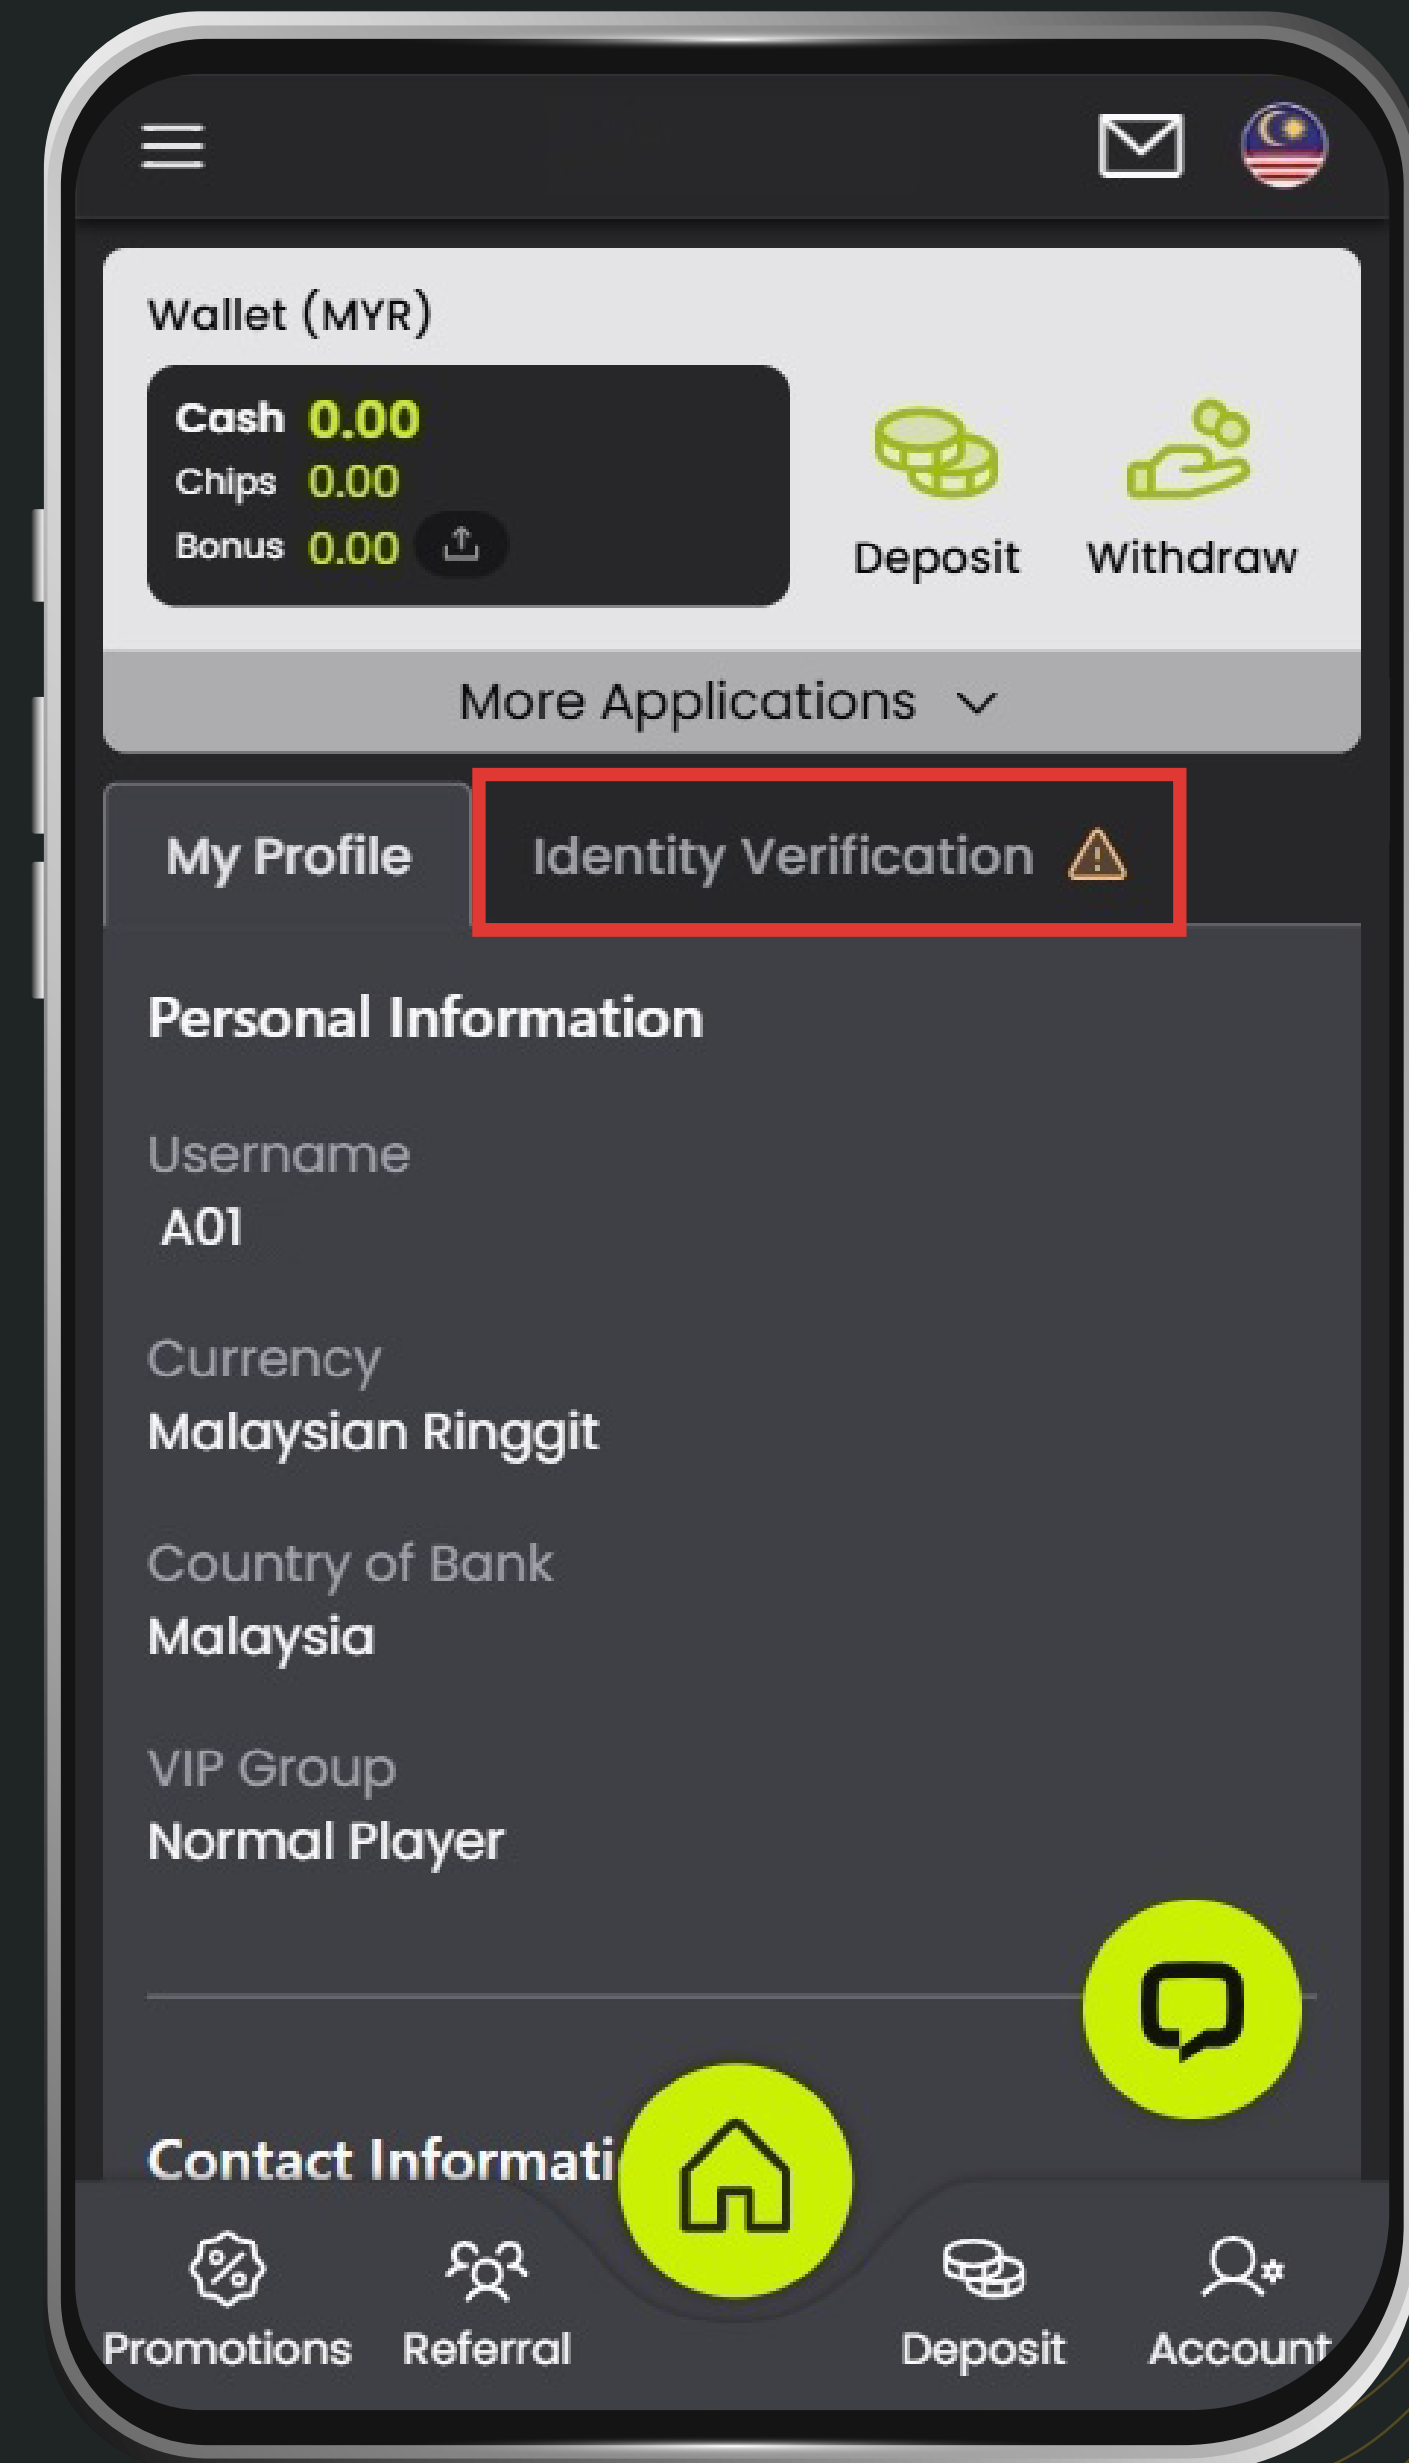 Wallet (MYR)
Cash 0.00
Chips 0.00
Bonus 0.00
Deposit
Withdraw
More Applications
My Profile
Identity Verification
Personal Information
Username
A01
Currency
Malaysian Ringgit
Country of Bank
Malaysia
VIP Group
Normal Player
Contact Informati
Promotions
Referral
Deposit
Account